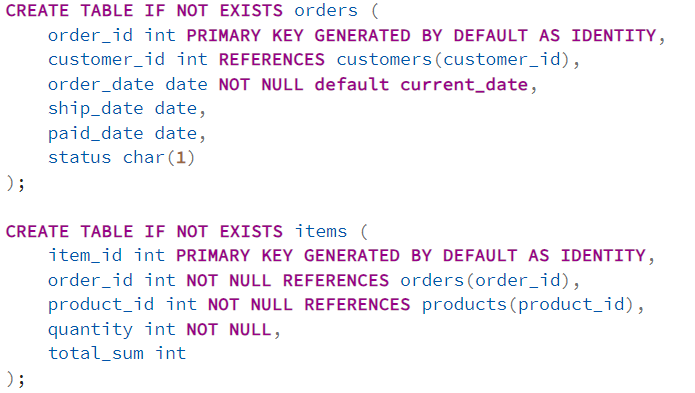 CREATE TABLE IF NOT EXISTS orders (
    order_id int PRIMARY KEY GENERATED BY DEFAULT AS IDENTITY,
    customer_id int REFERENCES customers(customer_id),
    order_date date NOT NULL default current_date,
    ship_date date,
    paid_date date,
    status char(1)
);

CREATE TABLE IF NOT EXISTS items (
    item_id int PRIMARY KEY GENERATED BY DEFAULT AS IDENTITY,
    order_id int NOT NULL REFERENCES orders(order_id),
    product_id int NOT NULL REFERENCES products(product_id),
    quantity int NOT NULL,
    total_sum int
);